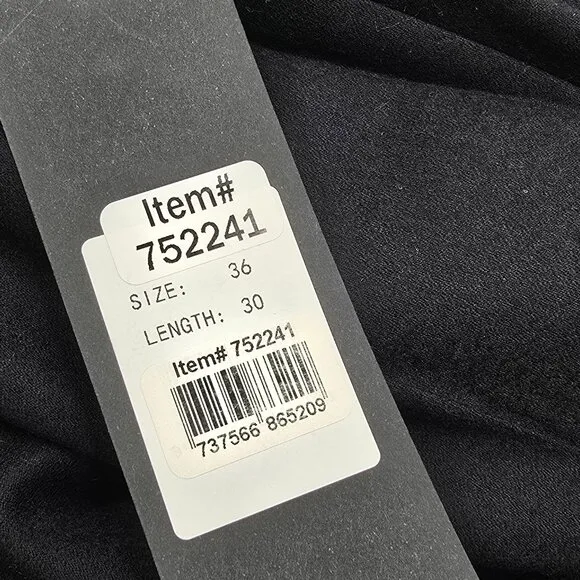 Item#
752241
SIZE: 36
LENGTH: 30
Item# 752241
737566 865209